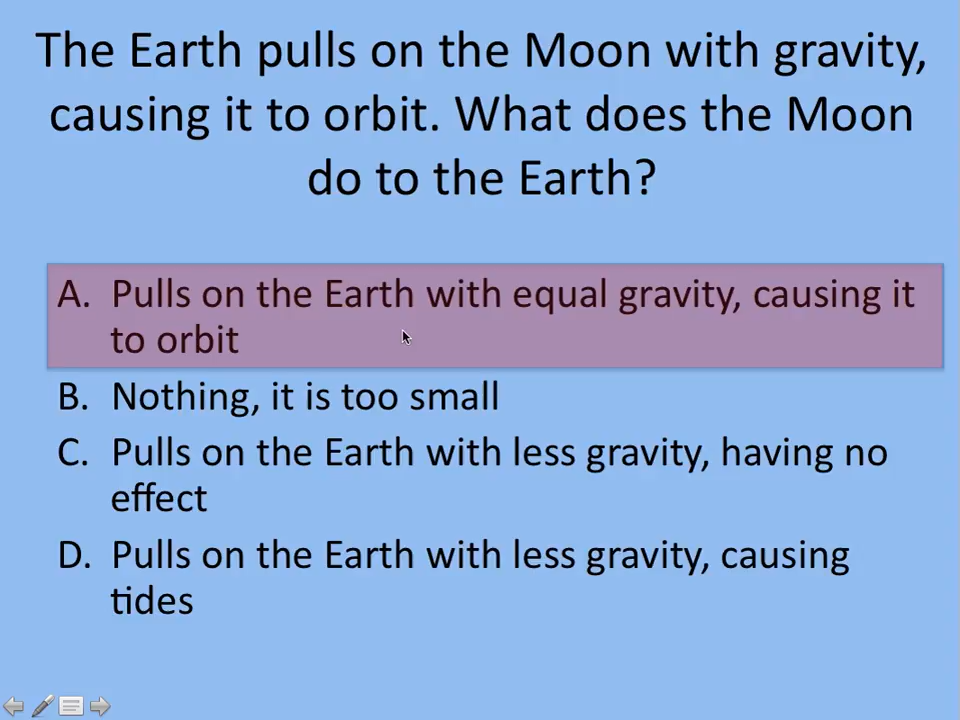 The Earth pulls on the Moon with gravity,
causing it to orbit. What does the Moon
do to the Earth?
A. Pulls on the Earth with equal gravity, causing it
to orbit
B. Nothing, it is too small
C. Pulls on the Earth with less gravity, having no
effect
D. Pulls on the Earth with less gravity, causing
tides